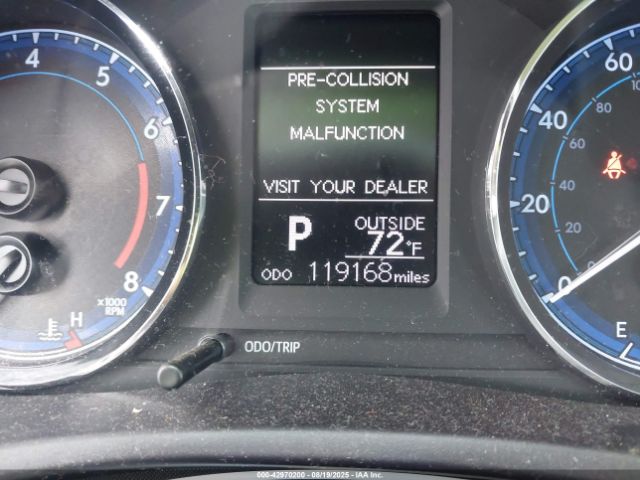 PRE-COLLISION
SYSTEM
MALFUNCTION
VISIT YOUR DEALER
P
OUTSIDE
72°F
ODO 119168 miles
4
5
6
7
8
x1000
RPM
H
ODO/TRIP
60
40
20
0
80
60
40
20
0
E
000-42970200 - 08/19/2025 - IAA Inc.